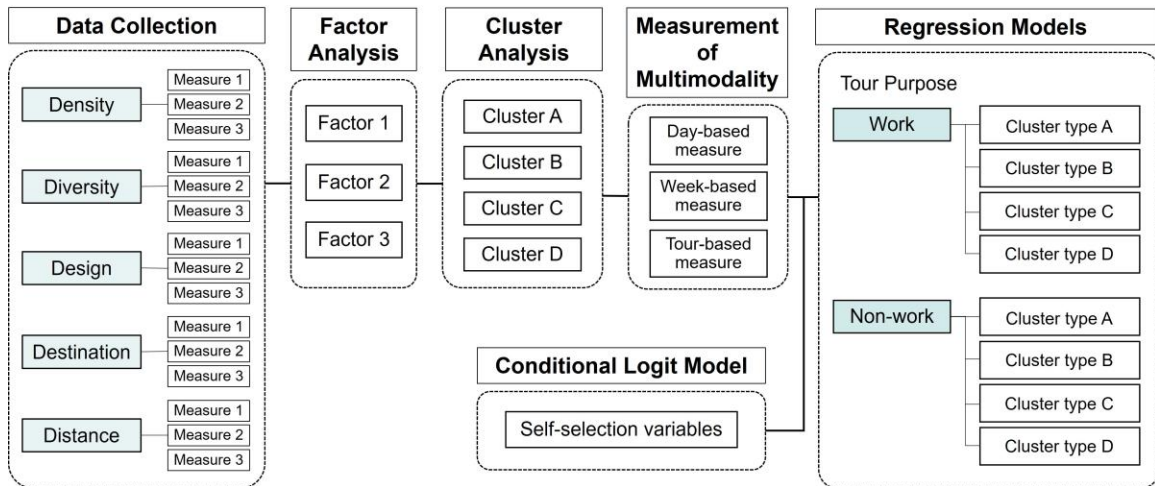 Data Collection
Density
Measure 1
Measure 2
Measure 3
Diversity
Measure 1
Measure 2
Measure 3
Design
Measure 1
Measure 2
Measure 3
Destination
Measure 1
Measure 2
Measure 3
Distance
Measure 1
Measure 2
Measure 3
Factor
Analysis
Factor 1
Factor 2
Factor 3
Cluster
Analysis
Cluster A
Cluster B
Cluster C
Cluster D
Measurement
of
Multimodality
Day-based
measure
Week-based
measure
Tour-based
measure
Conditional Logit Model
Self-selection variables
Regression Models
Tour Purpose
Work
Cluster type A
Cluster type B
Cluster type C
Cluster type D
Non-work
Cluster type A
Cluster type B
Cluster type C
Cluster type D